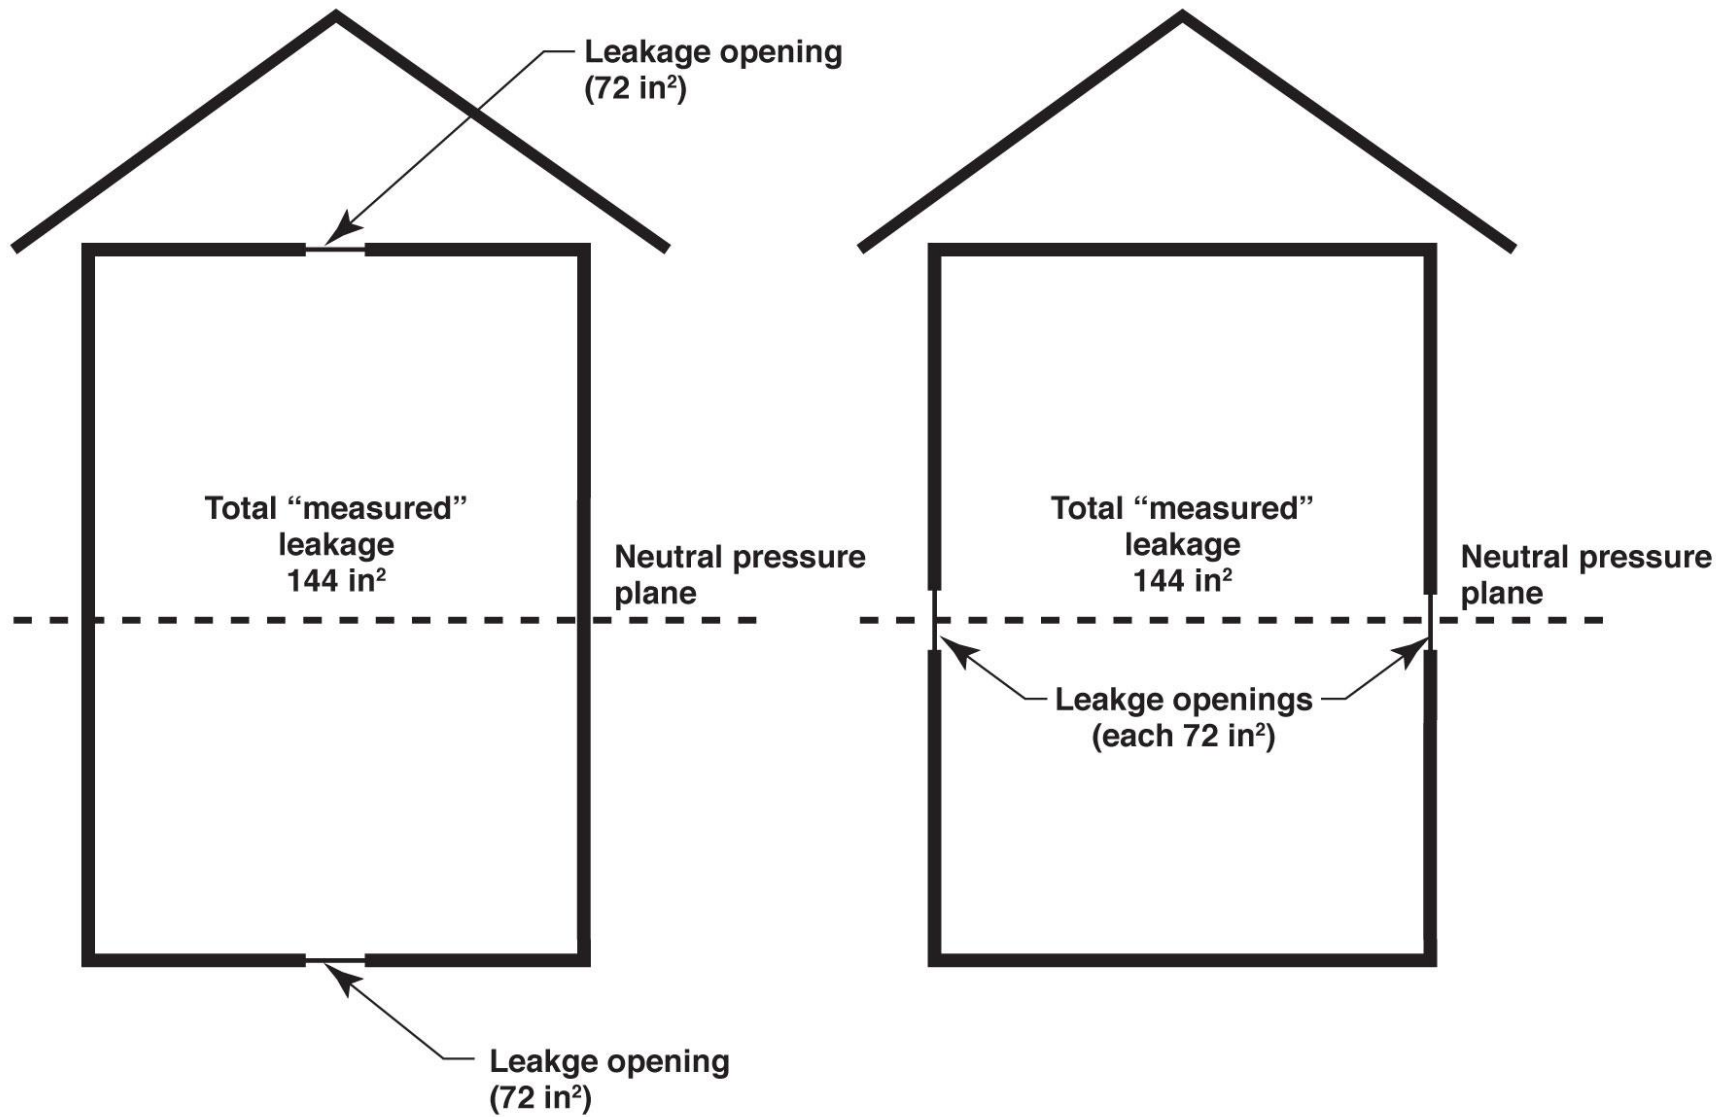 Leakage opening
(72 in²)
Total “measured”
leakage
144 in²
Neutral pressure
plane
Leakge opening
(72 in²)
Total “measured”
leakage
144 in²
Neutral pressure
plane
Leakge openings
(each 72 in²)